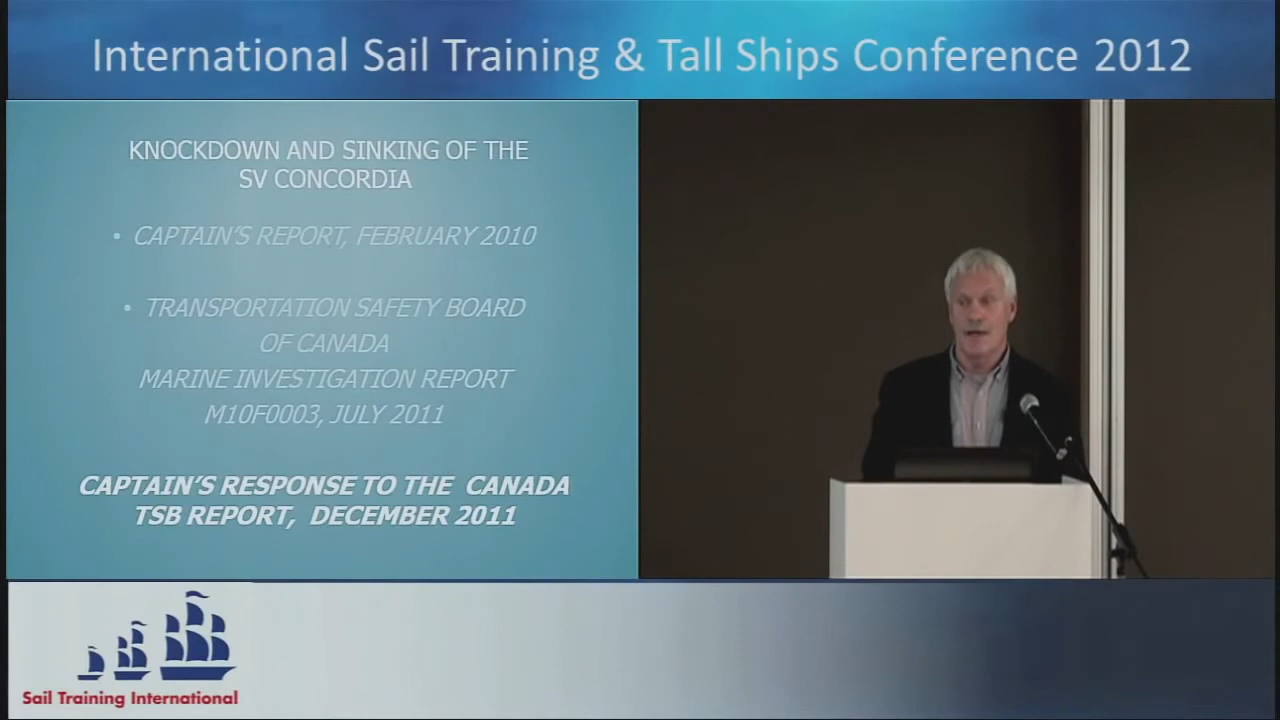 International Sail Training & Tall Ships Conference 2012
KNOCKDOWN AND SINKING OF THE
SV CONCORDIA
• CAPTAIN'S REPORT, FEBRUARY 2010
• TRANSPORTATION SAFETY BOARD
OF CANADA
MARINE INVESTIGATION REPORT
M10F0003, JULY 2011
CAPTAIN'S RESPONSE TO THE CANADA
TSB REPORT, DECEMBER 2011
Sail Training International